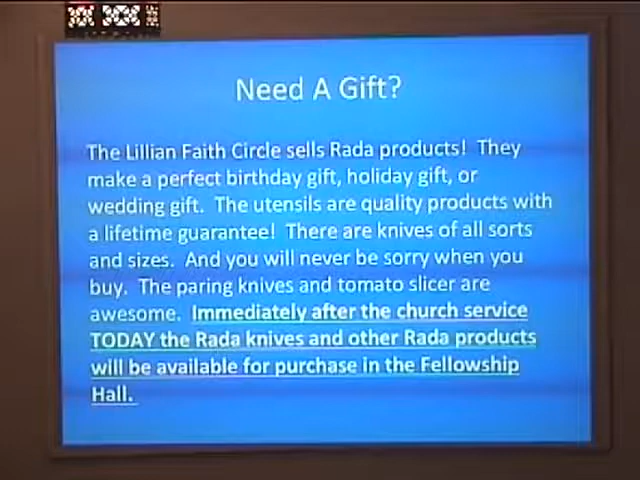 Need A Gift?
The Lillian Faith Circle sells Rada products!  They
make a perfect birthday gift, holiday gift, or
wedding gift.  The utensils are quality products with
a lifetime guarantee!  There are knives of all sorts
and sizes.  And you will never be sorry when you
buy.  The paring knives and tomato slicer are
awesome.  Immediately after the church service
TODAY the Rada knives and other Rada products
will be available for purchase in the Fellowship
Hall.